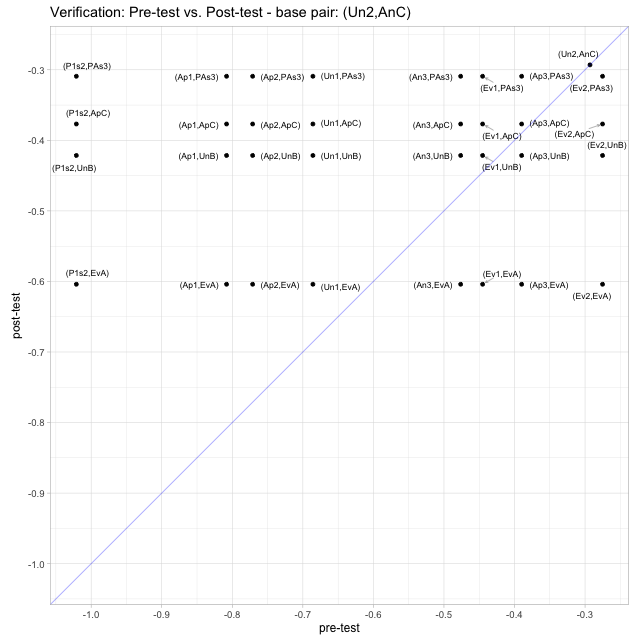 Verification: Pre-test vs. Post-test - base pair: (Un2,AnC)
(Un2,AnC)
-0.3
(P1s2,PAs3)
(Ap1,PAs3)
(Ap2,PAs3)
(Un1,PAs3)
(An3,PAs3)
(Ap3,PAs3)
(Ev1,PAs3)
(Ev2,PAs3)
(P1s2,ApC)
(Ap1,ApC)
(Ap2,ApC)
(Un1,ApC)
(An3,ApC)
(Ap3,ApC)
(Ev1,ApC)
(Ev2,ApC)
-0.4
(Ev2,UnB)
(P1s2,UnB)
(Ap1,UnB)
(Ap2,UnB)
(Un1,UnB)
(An3,UnB)
(Ap3,UnB)
(Ev1,UnB)
-0.5
(P1s2,EvA)
(Ev1,EvA)
-0.6
(Ap1,EvA)
(Ap2,EvA)
(Un1,EvA)
(An3,EvA)
(Ap3,EvA)
(Ev2,EvA)
post-test
-0.7
-0.8
-0.9
-1.0
-1.0
-0.9
-0.8
-0.7
-0.6
-0.5
-0.4
-0.3
pre-test